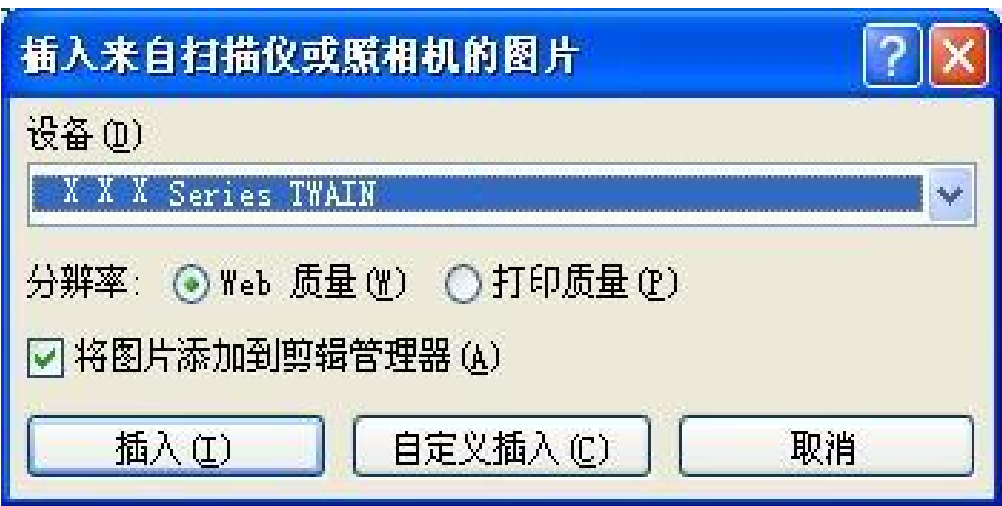 插入来自扫描仪或照相机的图片
设备(D)
X X X Series TWAIN
分辨率: Web 质量(W) 打印质量(P)
将图片添加到剪辑管理器(A)
插入(I) 自定义插入(C) 取消